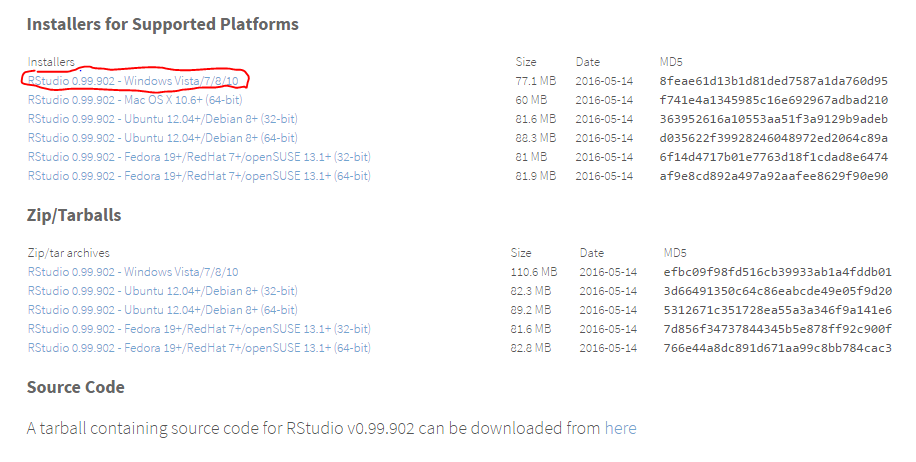 Installers for Supported Platforms
Installers Size Date MD5
RStudio 0.99.902 - Windows Vista/7/8/10 77.1 MB 2016-05-14 8feae61d13b1d81ded7587a1da760d95
RStudio 0.99.902 - Mac OS X 10.6+ (64-bit) 60 MB 2016-05-14 f741e4a1345985c16e692967adbad210
RStudio 0.99.902 - Ubuntu 12.04+/Debian 8+ (32-bit) 81.6 MB 2016-05-14 363952616a10553aa51f3a9129b9adeb
RStudio 0.99.902 - Ubuntu 12.04+/Debian 8+ (64-bit) 88.3 MB 2016-05-14 d035622f39928246048972ed2064c89a
RStudio 0.99.902 - Fedora 19+/RedHat 7+/openSUSE 13.1+ (32-bit) 81 MB 2016-05-14 6f14d4717b01e7763d18f1cdad8e6474
RStudio 0.99.902 - Fedora 19+/RedHat 7+/openSUSE 13.1+ (64-bit) 81.9 MB 2016-05-14 af9e8cd892a497a92aafee8629f90e90
Zip/Tarballs
Zip/tar archives Size Date MD5
RStudio 0.99.902 - Windows Vista/7/8/10 110.6 MB 2016-05-14 efbc09f98fd516cb39933ab1a4fddb01
RStudio 0.99.902 - Ubuntu 12.04+/Debian 8+ (32-bit) 82.3 MB 2016-05-14 3d66491350c64c86eabcde49e05f9d20
RStudio 0.99.902 - Ubuntu 12.04+/Debian 8+ (64-bit) 89.2 MB 2016-05-14 5312671c351728ea55a3a346f9a141e6
RStudio 0.99.902 - Fedora 19+/RedHat 7+/openSUSE 13.1+ (32-bit) 81.6 MB 2016-05-14 7d856f34737844345b5e878ff92c900f
RStudio 0.99.902 - Fedora 19+/RedHat 7+/openSUSE 13.1+ (64-bit) 82.8 MB 2016-05-14 766e44a8dc891d671aa99c8bb784cac3
Source Code
A tarball containing source code for RStudio v0.99.902 can be downloaded from here